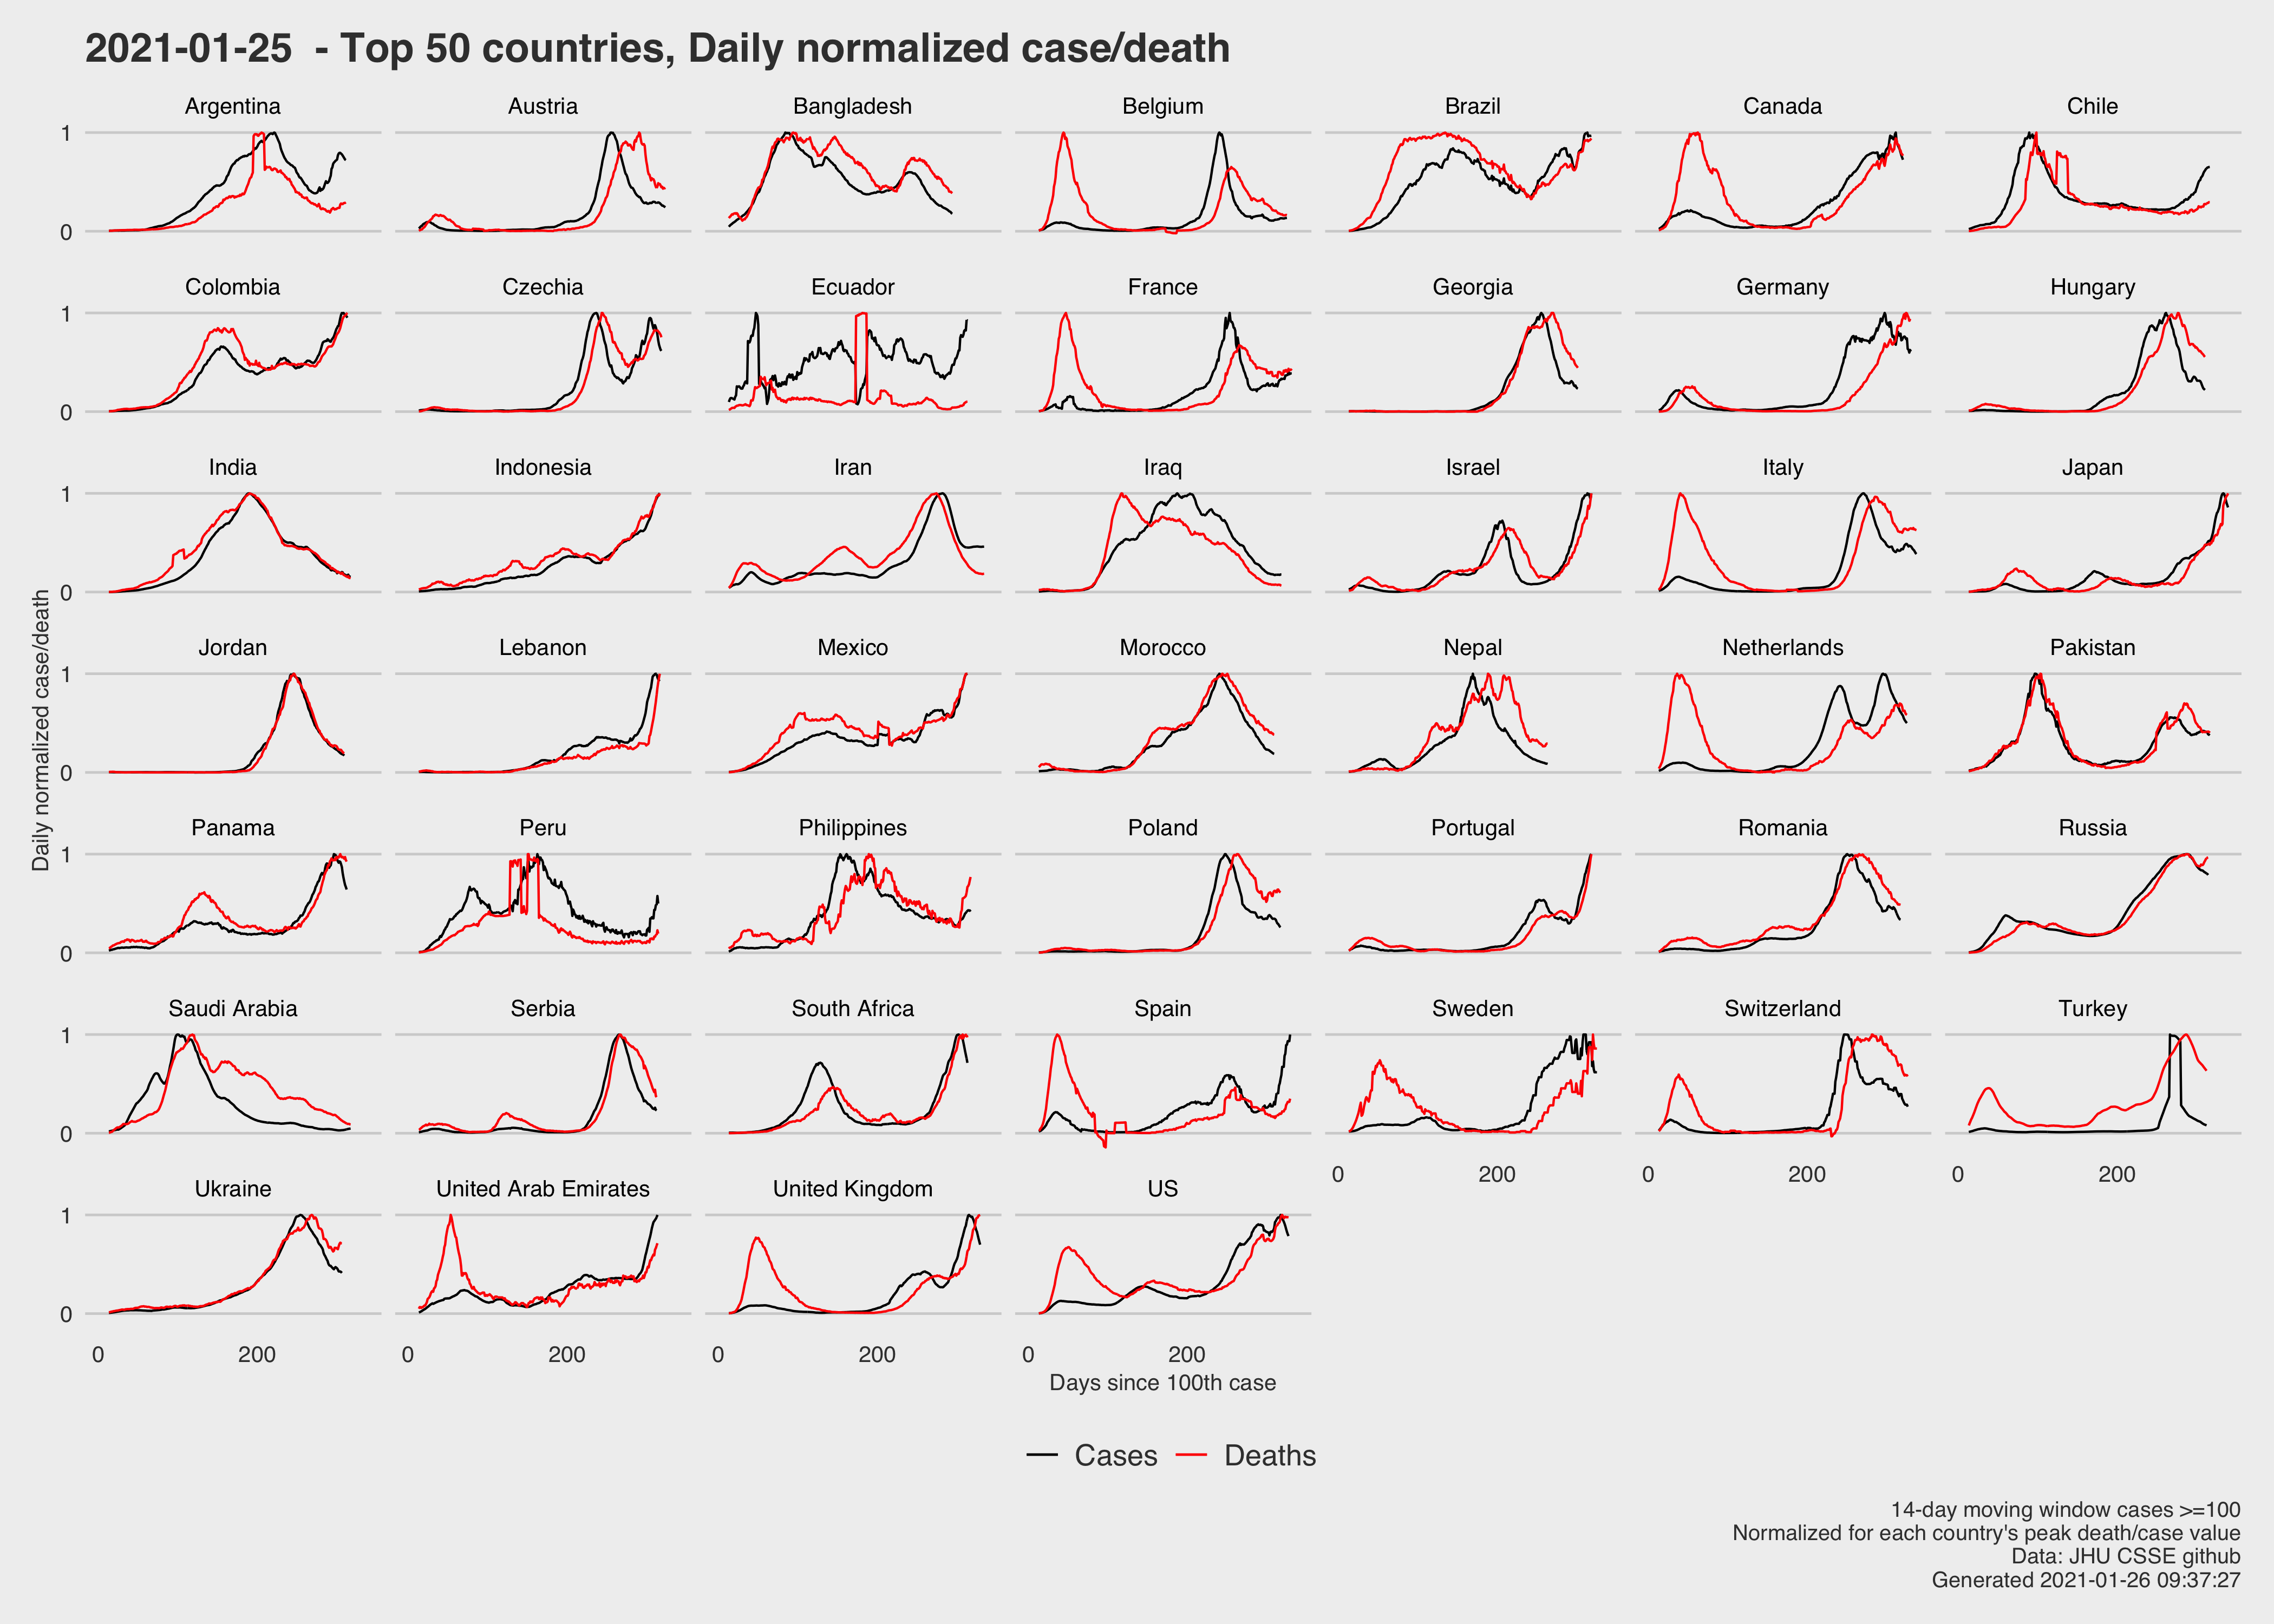 2021-01-25  - Top 50 countries, Daily normalized case/death
Argentina Austria Bangladesh Belgium Brazil Canada Chile
1
0
Colombia Czechia Ecuador France Georgia Germany Hungary
1
0
India Indonesia Iran Iraq Israel Italy Japan
1
0
Daily normalized case/death
Jordan Lebanon Mexico Morocco Nepal Netherlands Pakistan
1
0
Panama Peru Philippines Poland Portugal Romania Russia
1
0
Saudi Arabia Serbia South Africa Spain Sweden Switzerland Turkey
1
0
0 200 0 200 0 200
Ukraine United Arab Emirates United Kingdom US
1
0
0 200 0 200 0 200 0 200
Days since 100th case
Cases Deaths
14-day moving window cases >=100
Normalized for each country's peak death/case value
Data: JHU CSSE github
Generated 2021-01-26 09:37:27